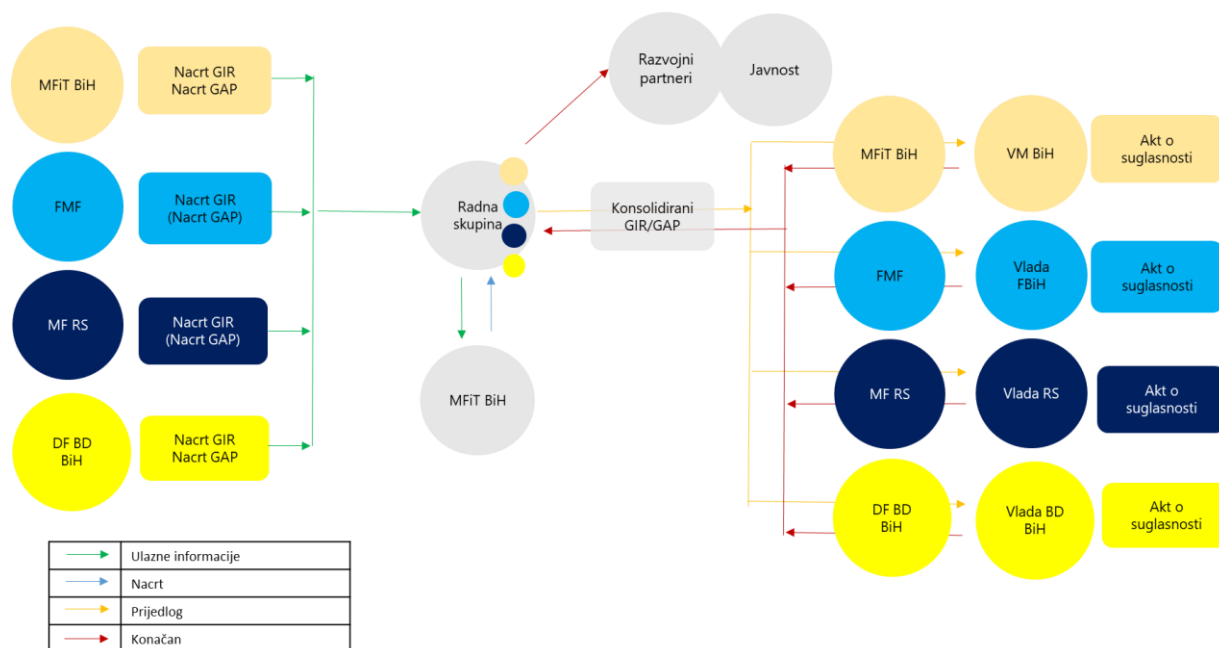 MFiT BiH
Nacrt GIR
Nacrt GAP
FMF
Nacrt GIR
(Nacrt GAP)
MF RS
Nacrt GIR
(Nacrt GAP)
DF BD
BiH
Nacrt GIR
Nacrt GAP
Radna
skupina
MFiT BiH
Razvojni
partneri
Javnost
Konsolidirani
GIR/GAP
MFiT BiH
VM BiH
Akt o
suglasnosti
FMF
Vlada
FBiH
Akt o
suglasnosti
MF RS
Vlada RS
Akt o
suglasnosti
DF BD
BiH
Vlada BD
BiH
Akt o
suglasnosti
Ulazne informacije
Nacrt
Prijedlog
Konačan